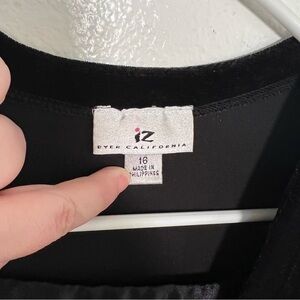 iz
BYER CALIFORNIA
16
MADE IN
PHILIPPINES